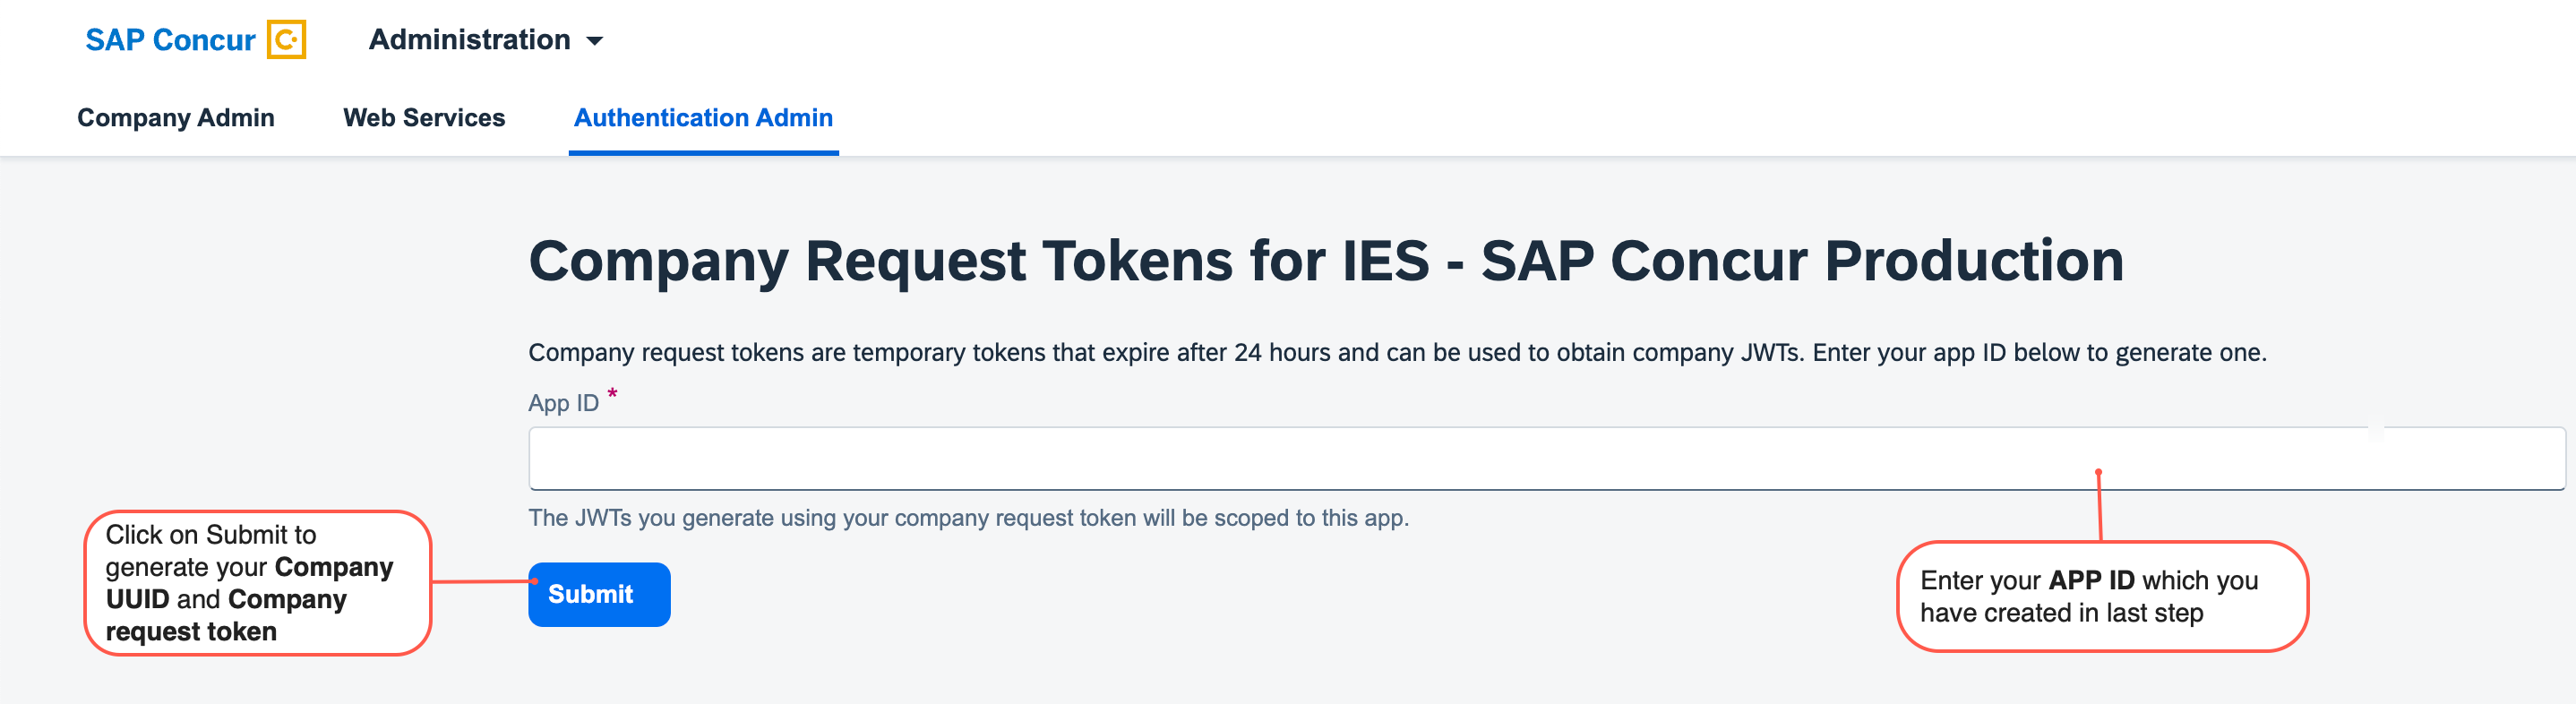 SAP Concur
Administration
Company Admin
Web Services
Authentication Admin
Company Request Tokens for IES - SAP Concur Production
Company request tokens are temporary tokens that expire after 24 hours and can be used to obtain company JWTs. Enter your app ID below to generate one.
App ID *
The JWTs you generate using your company request token will be scoped to this app.
Click on Submit to
generate your Company
UUID and Company
request token
Submit
Enter your APP ID which you
have created in last step